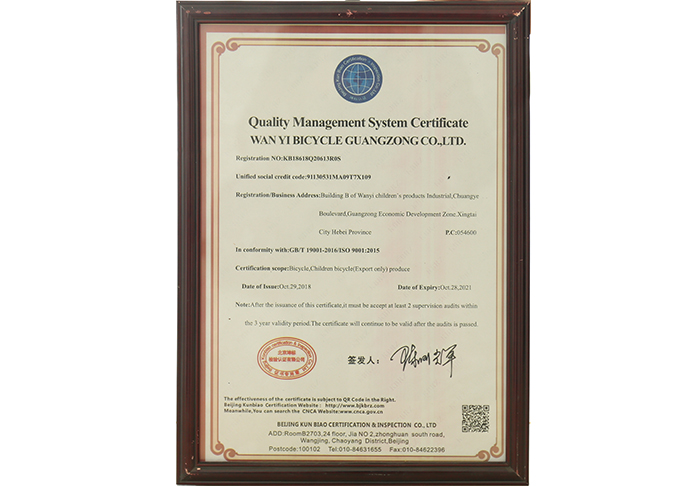 Quality Management System Certificate
WAN YI BICYCLE GUANGZONG CO.,LTD.
Registration NO:KB18618Q20613R0S
Unified social credit code:91130531MA09T7X109
Registration/Business Address:Building B of Wanyi children's products Industrial,Chuangye
Boulevard,Guangzong Economic Development Zone,Xingtai
City Hebei Province P.C:054600
In conformity with:GB/T 19001-2016/ISO 9001:2015
Certification scope:Bicycle,Children bicycle(Export only) produce
Date of Issue:Oct.29,2018 Date of Expiry:Oct.28,2021
Note:After the issuance of this certificate,it must be accept at least 2 supervision audits within
the 3 year validity period.The certificate will continue to be valid after the audits is passed.
签发人：
The effectiveness of the certificate is subject to QR Code in the Right.
Beijing Kunbian Certification Website： http://www.bjkbrz.com
Meanwhile,You can search the CNCA Website:www.cnca.gov.cn
BEIJING KUN BIAO CERTIFICATION & INSPECTION CO., LTD
ADD:RoomB2703,24 floor, Jia NO 2,zhonghuan south road,
Wangjing, Chaoyang District,Beijing
Postcode:100102 Tel:010-84631655 Fax:010-84622396